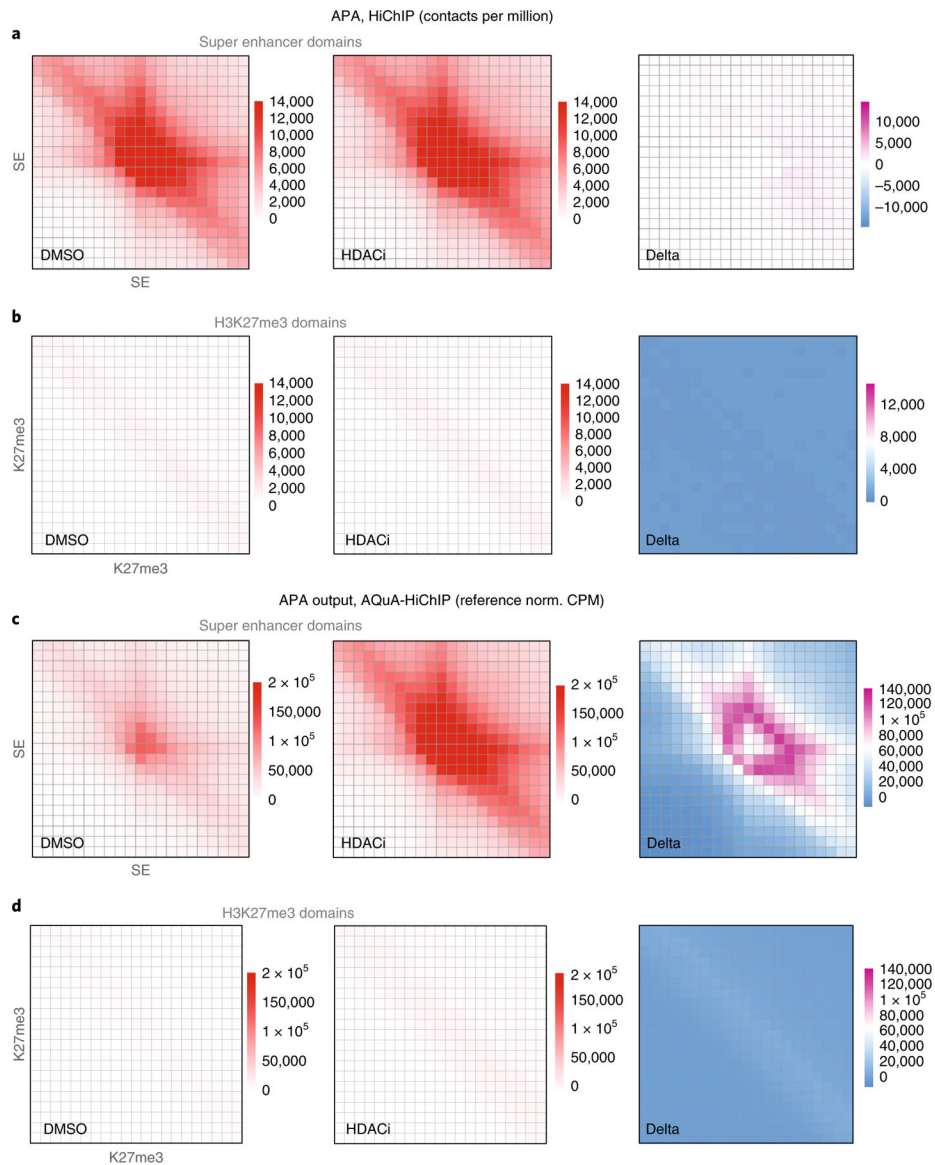 APA, HiChIP (contacts per million)
a
Super enhancer domains
SE
DMSO
SE
14,000
12,000
10,000
8,000
6,000
4,000
2,000
0
HDACi
14,000
12,000
10,000
8,000
6,000
4,000
2,000
0
Delta
10,000
5,000
0
−5,000
−10,000
b
H3K27me3 domains
K27me3
DMSO
K27me3
14,000
12,000
10,000
8,000
6,000
4,000
2,000
0
HDACi
14,000
12,000
10,000
8,000
6,000
4,000
2,000
0
Delta
12,000
8,000
4,000
0
APA output, AQuA-HiChIP (reference norm. CPM)
c
Super enhancer domains
SE
DMSO
SE
2 × 10⁵
150,000
1 × 10⁵
50,000
0
HDACi
2 × 10⁵
150,000
1 × 10⁵
50,000
0
Delta
140,000
1 × 10⁵
80,000
60,000
40,000
20,000
0
d
H3K27me3 domains
K27me3
DMSO
K27me3
2 × 10⁵
150,000
1 × 10⁵
50,000
0
HDACi
2 × 10⁵
150,000
1 × 10⁵
50,000
0
Delta
140,000
1 × 10⁵
80,000
60,000
40,000
20,000
0